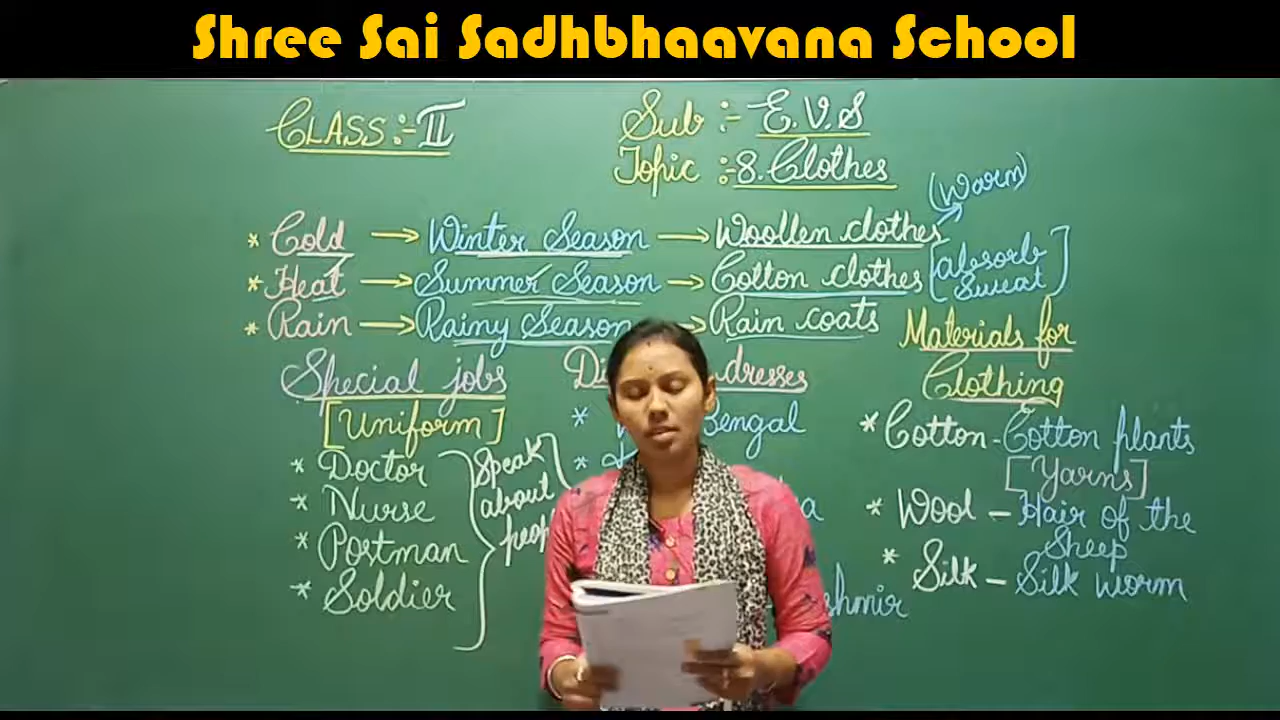 Shree Sai Sadhbhaavana School
CLASS :- II
Sub :- E.V.S
Topic :- 8. Clothes
* Cold → Winter Season → Woollen clothes (Warm)
* Heat → Summer Season → Cotton clothes [absorb
Sweat]
* Rain → Rainy Season → Rain coats
Special jobs
[Uniform]
* Doctor
* Nurse
* Postman
* Soldier
Speak
about
dresses
* Bengal
*
Materials for
Clothing
* Cotton - Cotton plants
[Yarns]
* Wool - Hair of the
Sheep
* Silk - Silk worm